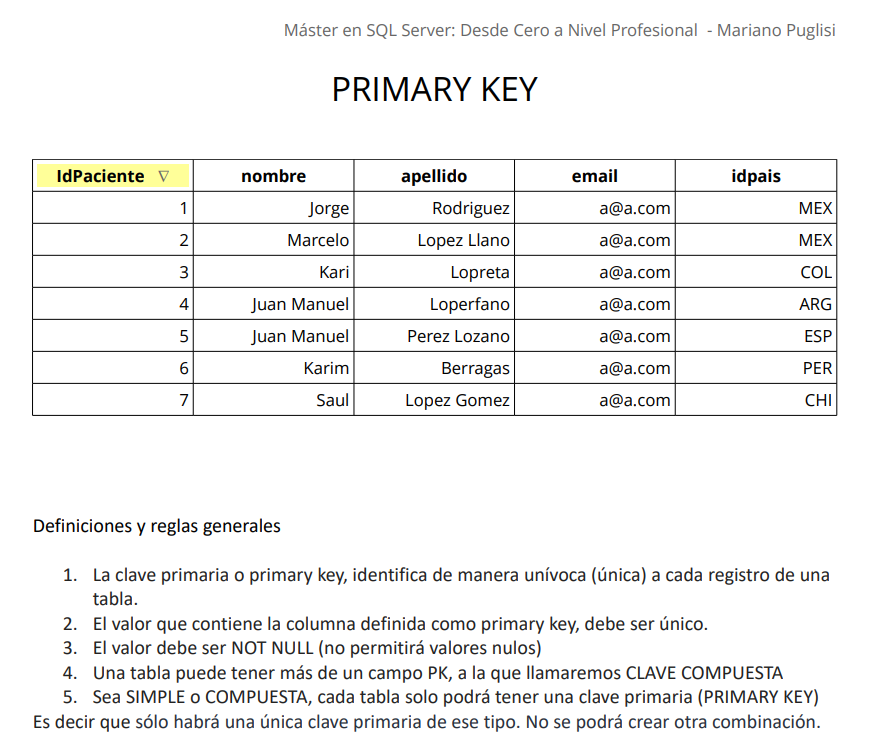 Máster en SQL Server: Desde Cero a Nivel Profesional - Mariano Puglisi
PRIMARY KEY
IdPaciente ▽ nombre apellido email idpais
1 Jorge Rodriguez a@a.com MEX
2 Marcelo Lopez Llano a@a.com MEX
3 Kari Lopreta a@a.com COL
4 Juan Manuel Loperfano a@a.com ARG
5 Juan Manuel Perez Lozano a@a.com ESP
6 Karim Berragas a@a.com PER
7 Saul Lopez Gomez a@a.com CHI
Definiciones y reglas generales
1. La clave primaria o primary key, identifica de manera unívoca (única) a cada registro de una
tabla.
2. El valor que contiene la columna definida como primary key, debe ser único.
3. El valor debe ser NOT NULL (no permitirá valores nulos)
4. Una tabla puede tener más de un campo PK, a la que llamaremos CLAVE COMPUESTA
5. Sea SIMPLE o COMPUESTA, cada tabla solo podrá tener una clave primaria (PRIMARY KEY)
Es decir que sólo habrá una única clave primaria de ese tipo. No se podrá crear otra combinación.